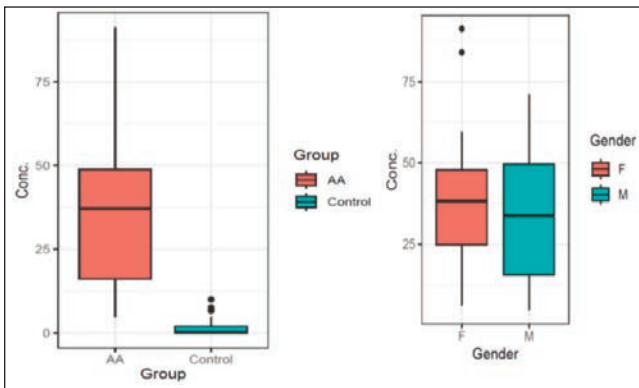 75
50
25
0
Conc.
AA
Control
Group
Group
AA
Control
75
50
25
Conc.
F
M
Gender
Gender
F
M